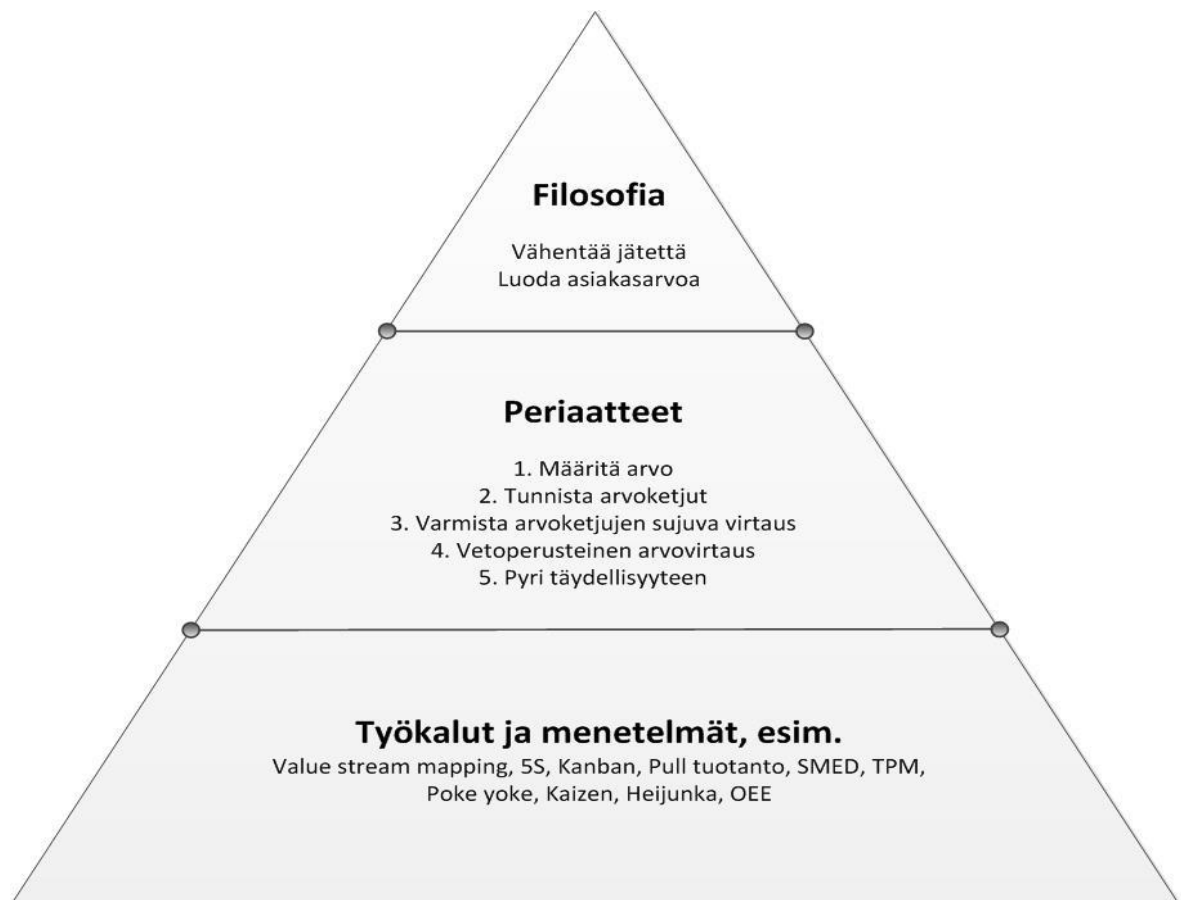 Filosofia
Vähentää jätettä
Luoda asiakasarvoa
Periaatteet
1. Määritä arvo
2. Tunnista arvoketjut
3. Varmista arvoketjujen sujuva virtaus
4. Vetoperusteinen arvovirtaus
5. Pyri täydellisyyteen
Työkalut ja menetelmät, esim.
Value stream mapping, 5S, Kanban, Pull tuotanto, SMED, TPM,
Poke yoke, Kaizen, Heijunka, OEE